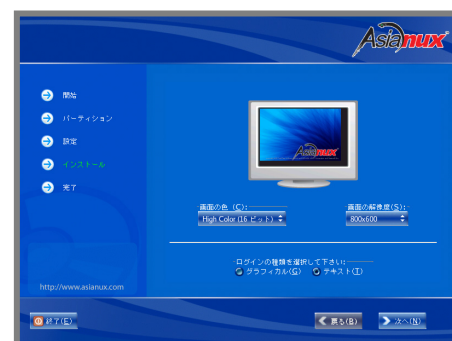 Asianux
開始
パーティション
設定
インストール
完了
Asianux
画面の色 (C):
High Color (16 ビット)
画面の解像度(S):
800x600
ログインの種類を選択して下さい:
グラフィカル(G) テキスト(T)
http://www.asianux.com
終了(E)
戻る(B)
次へ(N)